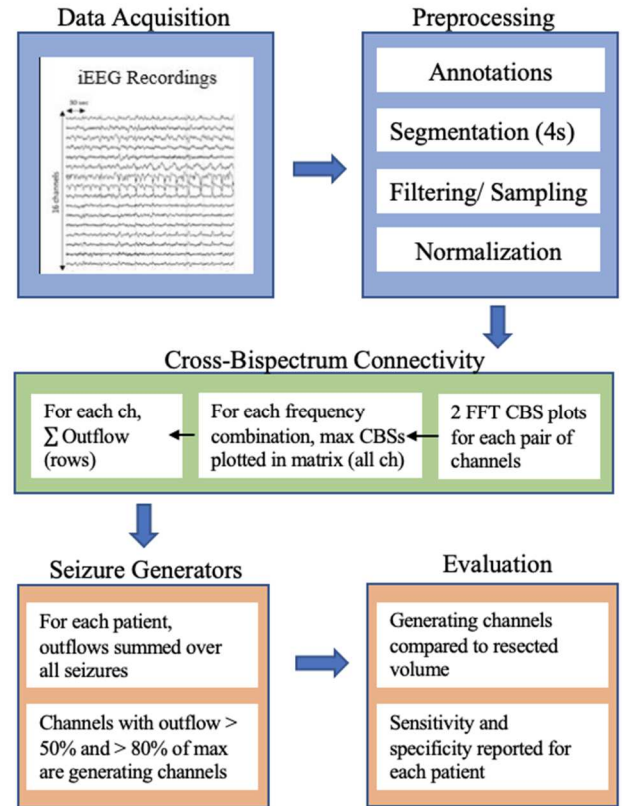 Data Acquisition
iEEG Recordings
30 sec
16 channels
Preprocessing
Annotations
Segmentation (4s)
Filtering/ Sampling
Normalization
Cross-Bispectrum Connectivity
For each ch,
∑ Outflow
(rows)
For each frequency
combination, max CBSs
plotted in matrix (all ch)
2 FFT CBS plots
for each pair of
channels
Seizure Generators
For each patient,
outflows summed over
all seizures
Channels with outflow >
50% and > 80% of max
are generating channels
Evaluation
Generating channels
compared to resected
volume
Sensitivity and
specificity reported for
each patient